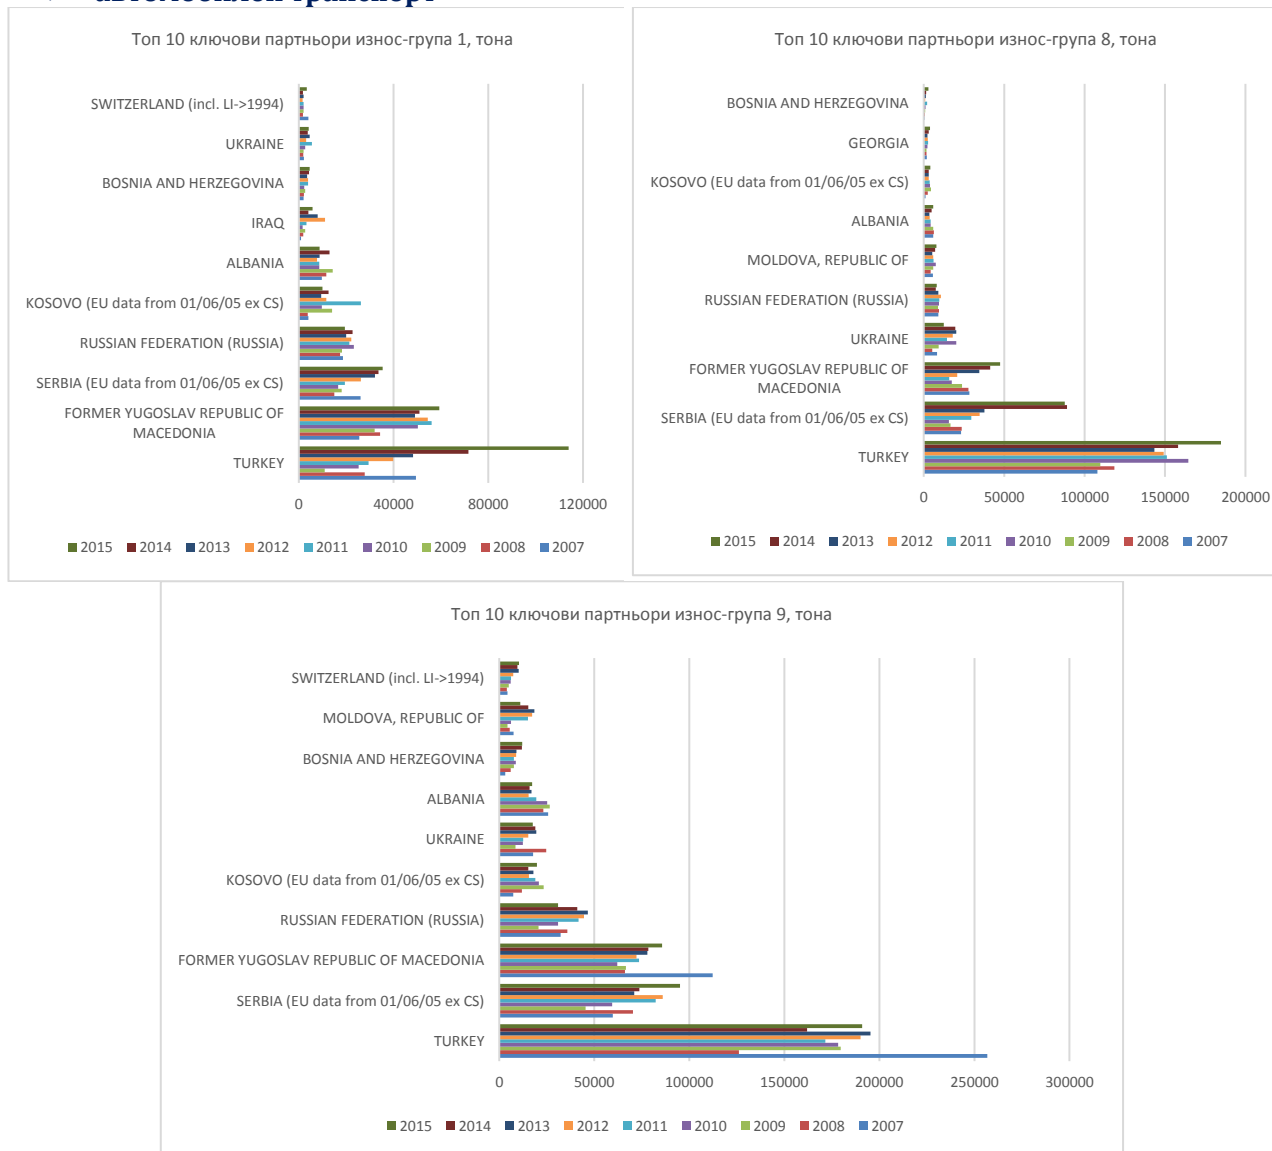 автомобилен транспорт
Топ 10 ключови партньори износ-група 1, тона
SWITZERLAND (incl. LI->1994)
UKRAINE
BOSNIA AND HERZEGOVINA
IRAQ
ALBANIA
KOSOVO (EU data from 01/06/05 ex CS)
RUSSIAN FEDERATION (RUSSIA)
SERBIA (EU data from 01/06/05 ex CS)
FORMER YUGOSLAV REPUBLIC OF
MACEDONIA
TURKEY
0 40000 80000 120000
2015 2014 2013 2012 2011 2010 2009 2008 2007
Топ 10 ключови партньори износ-група 8, тона
BOSNIA AND HERZEGOVINA
GEORGIA
KOSOVO (EU data from 01/06/05 ex CS)
ALBANIA
MOLDOVA, REPUBLIC OF
RUSSIAN FEDERATION (RUSSIA)
UKRAINE
FORMER YUGOSLAV REPUBLIC OF
MACEDONIA
SERBIA (EU data from 01/06/05 ex CS)
TURKEY
0 50000 100000 150000 200000
2015 2014 2013 2012 2011 2010 2009 2008 2007
Топ 10 ключови партньори износ-група 9, тона
SWITZERLAND (incl. LI->1994)
MOLDOVA, REPUBLIC OF
BOSNIA AND HERZEGOVINA
ALBANIA
UKRAINE
KOSOVO (EU data from 01/06/05 ex CS)
RUSSIAN FEDERATION (RUSSIA)
FORMER YUGOSLAV REPUBLIC OF MACEDONIA
SERBIA (EU data from 01/06/05 ex CS)
TURKEY
0 50000 100000 150000 200000 250000 300000
2015 2014 2013 2012 2011 2010 2009 2008 2007